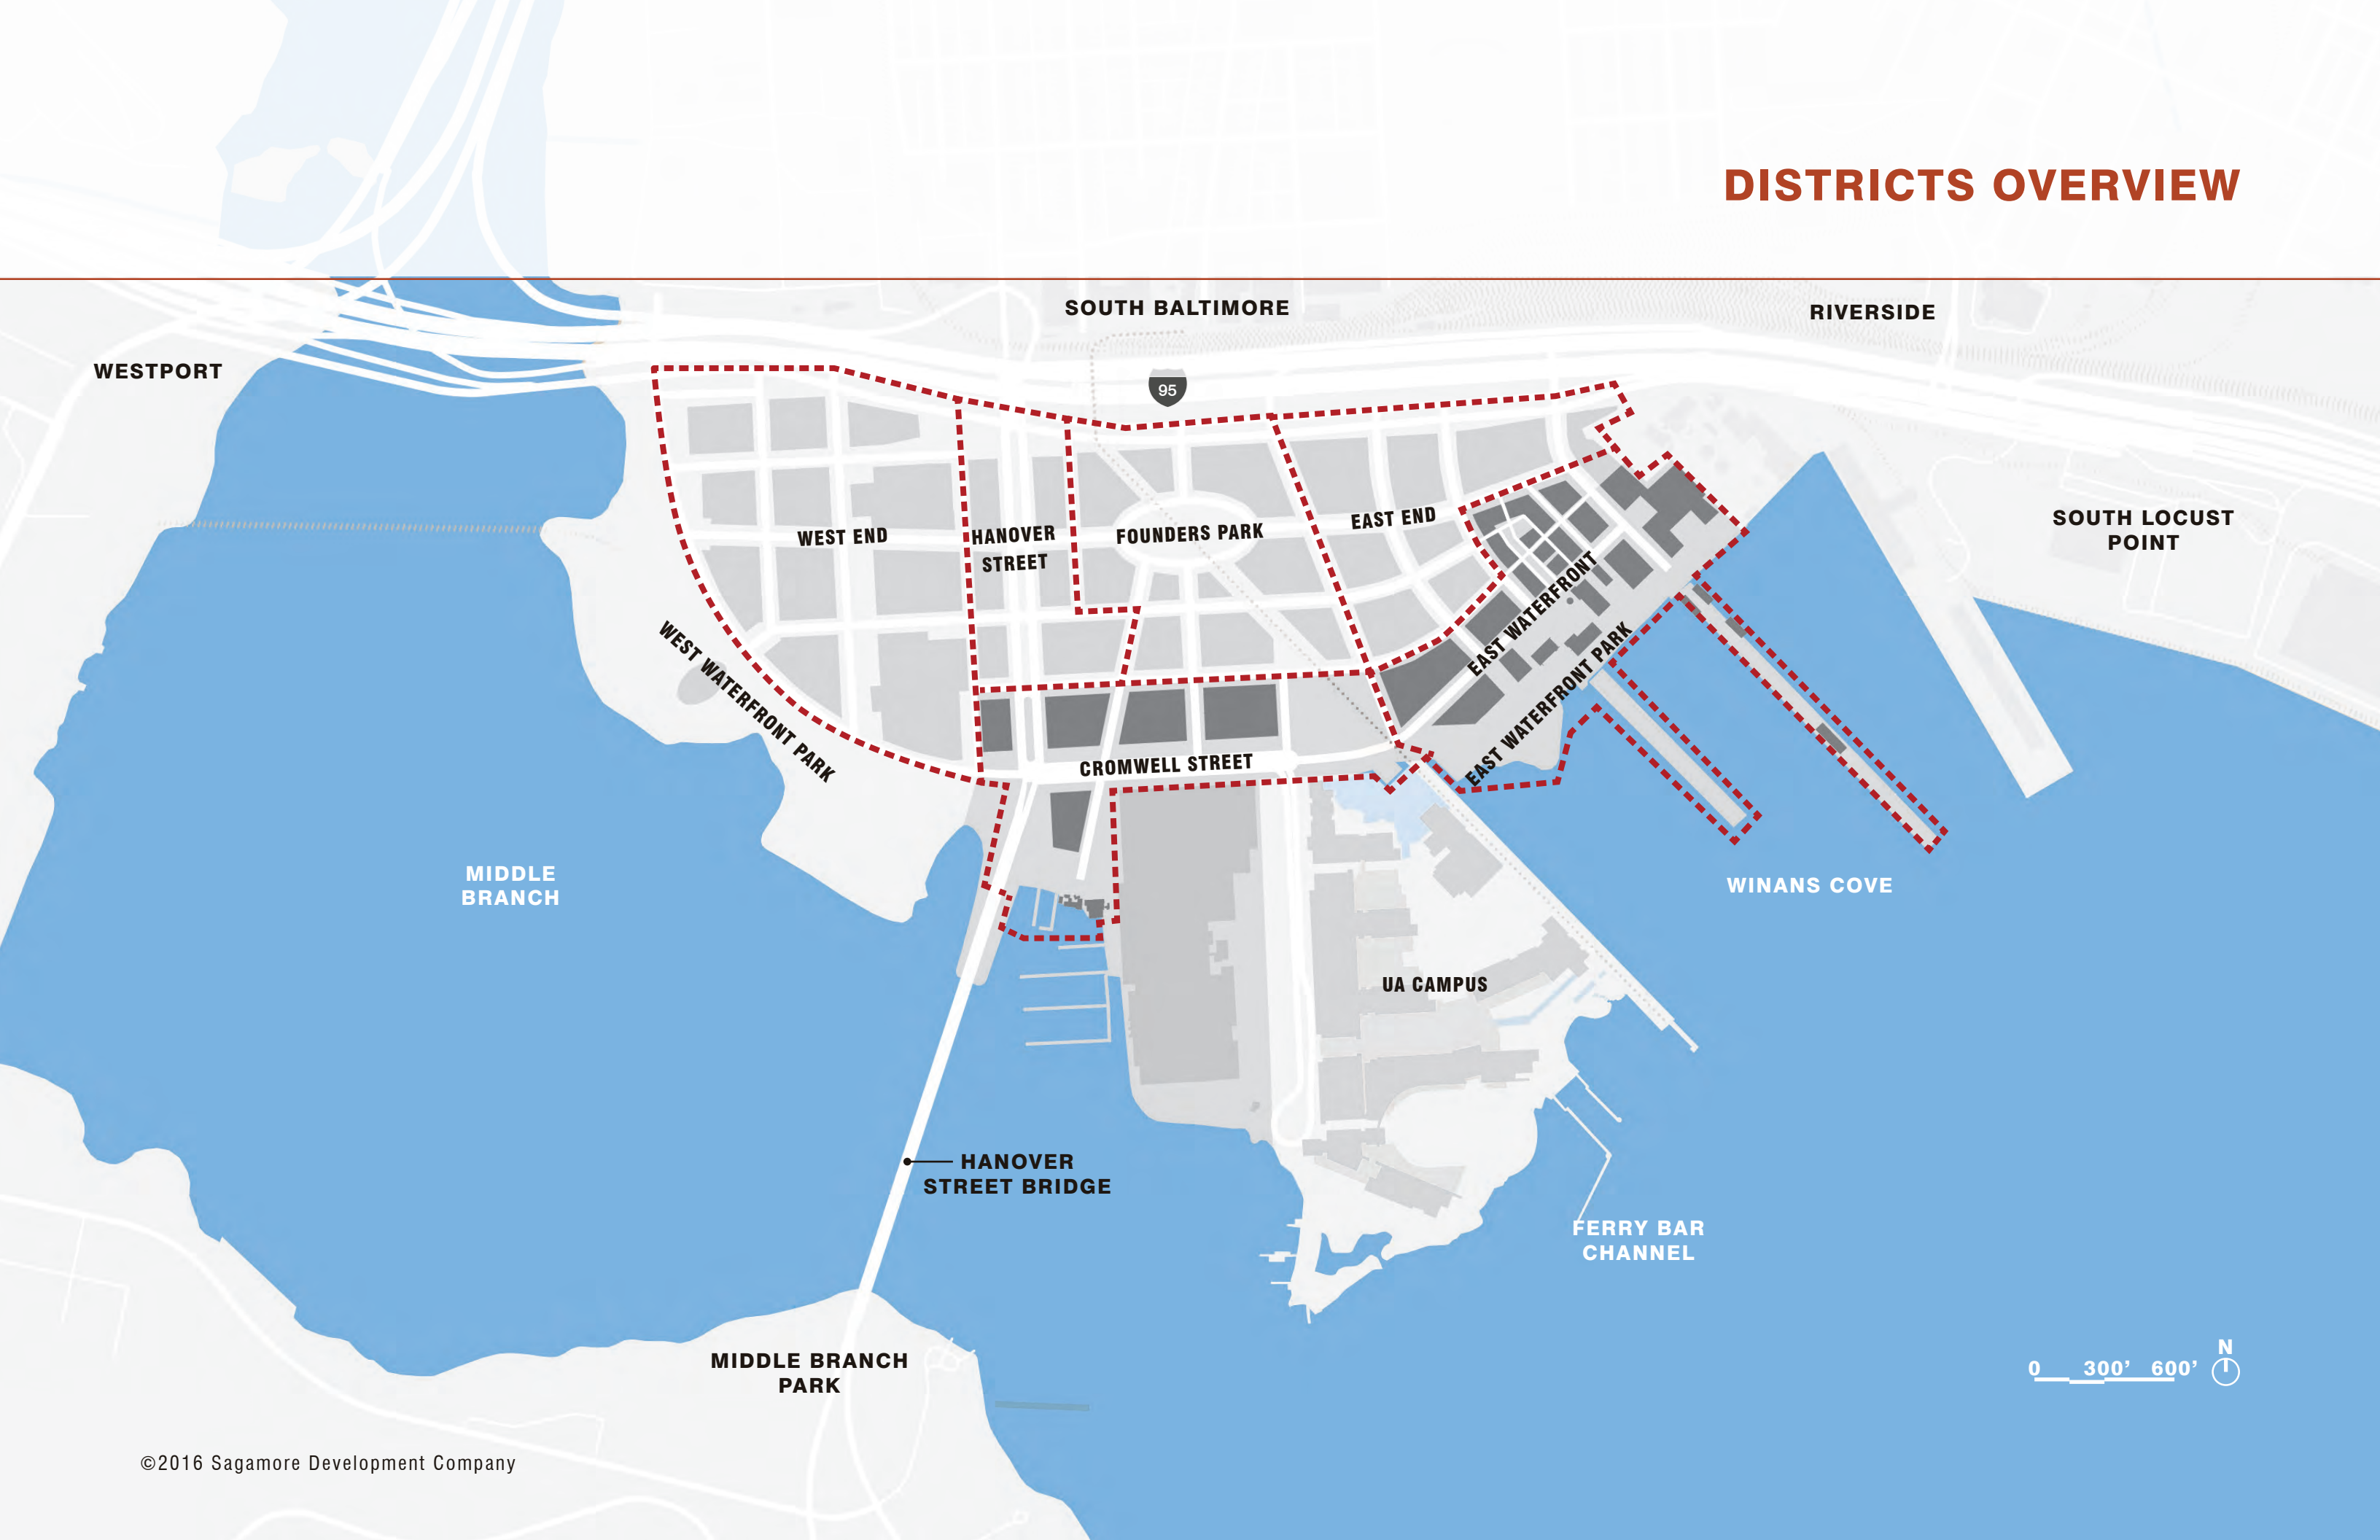 DISTRICTS OVERVIEW
SOUTH BALTIMORE
RIVERSIDE
WESTPORT
95
SOUTH LOCUST
POINT
WEST END
HANOVER
STREET
FOUNDERS PARK
EAST END
EAST WATERFRONT
EAST WATERFRONT PARK
WEST WATERFRONT PARK
CROMWELL STREET
MIDDLE
BRANCH
WINANS COVE
UA CAMPUS
HANOVER
STREET BRIDGE
FERRY BAR
CHANNEL
MIDDLE BRANCH
PARK
N
0 300’ 600’
©2016 Sagamore Development Company